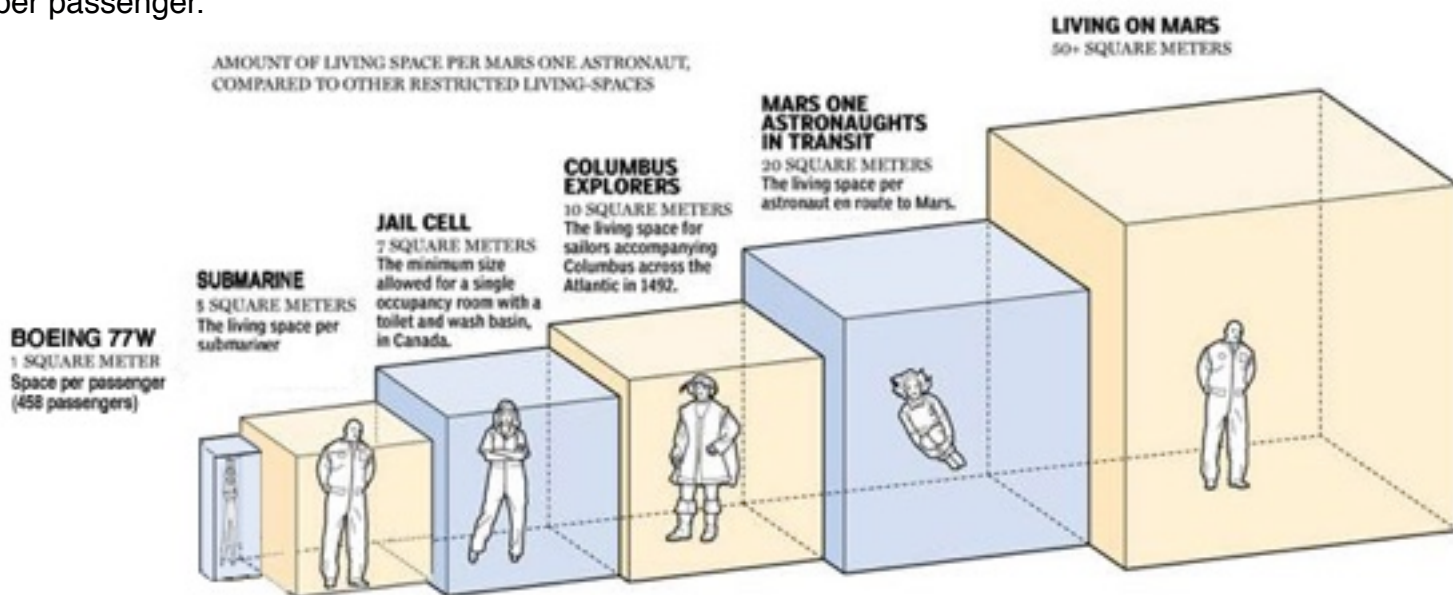 per passenger.
AMOUNT OF LIVING SPACE PER MARS ONE ASTRONAUT,
COMPARED TO OTHER RESTRICTED LIVING-SPACES
BOEING 77W
1 SQUARE METER
Space per passenger
(458 passengers)
SUBMARINE
5 SQUARE METERS
The living space per
submariner
JAIL CELL
7 SQUARE METERS
The minimum size
allowed for a single
occupancy room with a
toilet and wash basin,
in Canada.
COLUMBUS
EXPLORERS
10 SQUARE METERS
The living space for
sailors accompanying
Columbus across the
Atlantic in 1492.
MARS ONE
ASTRONAUGHTS
IN TRANSIT
20 SQUARE METERS
The living space per
astronaut en route to Mars.
LIVING ON MARS
50+ SQUARE METERS